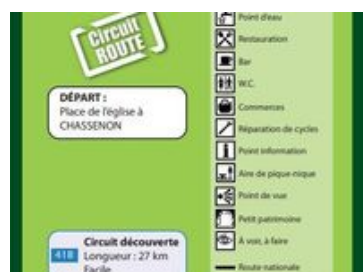 Circuit
ROUTE
DÉPART :
Place de l'église à
CHASSENON
Circuit découverte
41B Longueur : 27 km
Facile
Point d'eau
Restauration
Bar
W.C.
Commerces
Réparation de cycles
Point information
Aire de pique-nique
Point de vue
Petit patrimoine
A voir, à faire
Route nationale